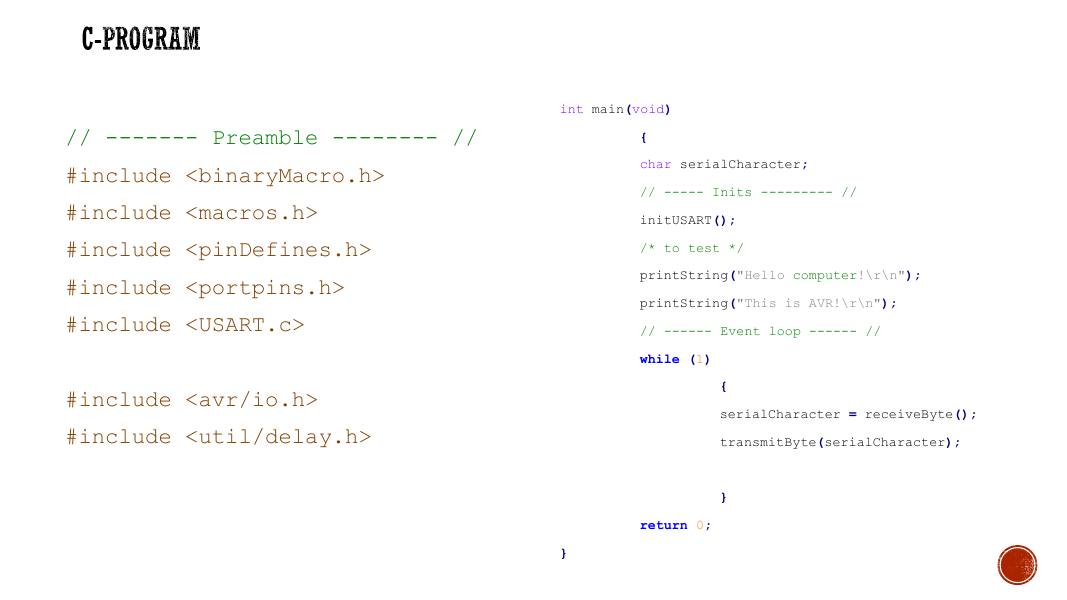 C-PROGRAM
// ------- Preamble -------- //
#include <binaryMacro.h>
#include <macros.h>
#include <pinDefines.h>
#include <portpins.h>
#include <USART.c>
#include <avr/io.h>
#include <util/delay.h>
int main(void)
{
char serialCharacter;
// ----- Inits --------- //
initUSART();
/* to test */
printString("Hello computer!\r\n");
printString("This is AVR!\r\n");
// ------ Event loop ------ //
while (1)
{
serialCharacter = receiveByte();
transmitByte(serialCharacter);
}
return 0;
}